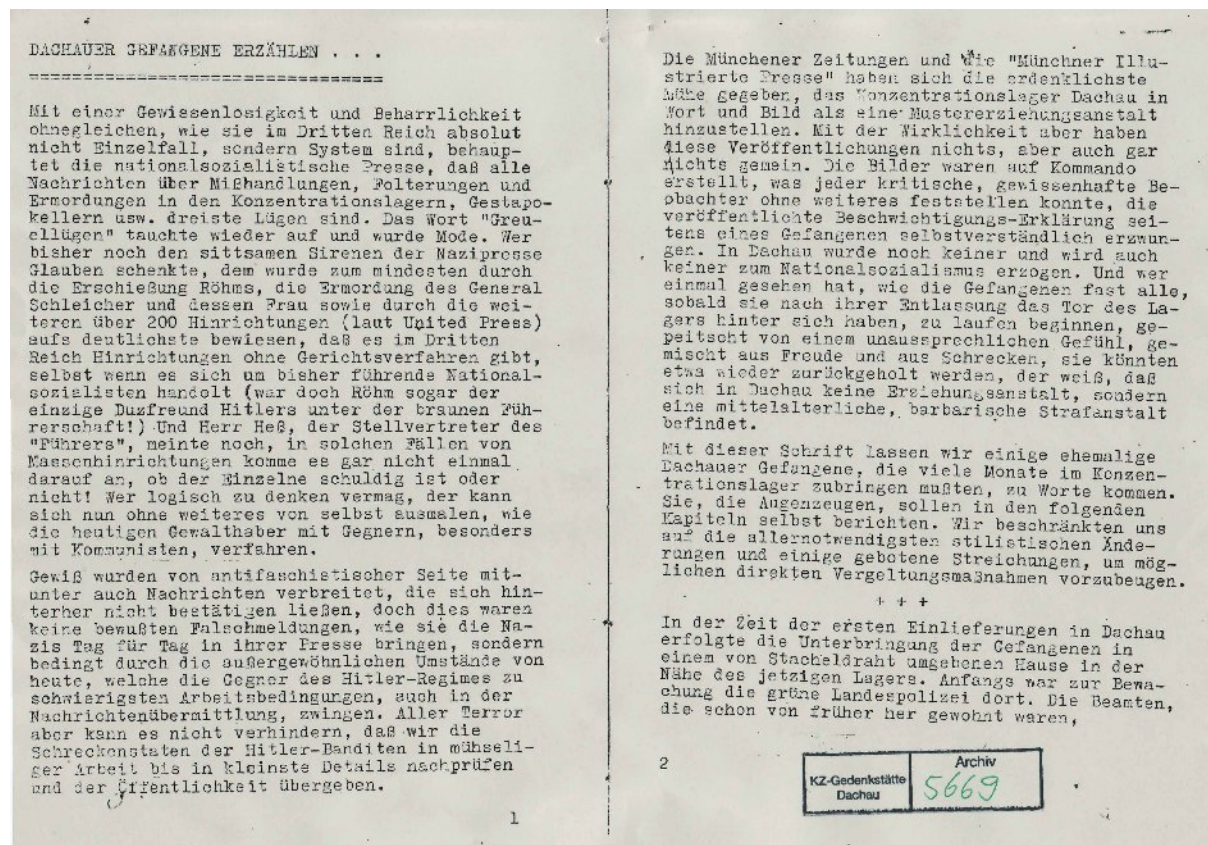 DACHAUER GEFANGENE ERZÄHLEN . . .
=================================
Mit einer Gewissenlosigkeit und Beharrlichkeit
ohnegleichen, wie sie im Dritten Reich absolut
nicht Einzelfall, sondern System sind, behaup-
tet die nationalsozialistische Presse, daß alle
Nachrichten über Mißhandlungen, Folterungen und
Ermordungen in den Konzentrationslagern, Gestapo-
kellern usw. dreiste Lügen sind. Das Wort "Greu-
ellügen" tauchte wieder auf und wurde Mode. Wer
bisher noch den sittsamen Sirenen der Nazipresse
Glauben schenkte, dem wurde zum mindesten durch
die Erschießung Röhms, die Ermordung des General
Schleicher und dessen Frau sowie durch die wei-
teren über 200 Hinrichtungen (laut United Press)
aufs deutlichste bewiesen, daß es im Dritten
Reich Hinrichtungen ohne Gerichtsverfahren gibt,
selbst wenn es sich um bisher führende National-
sozialisten handelt (war doch Röhm sogar der
einzige Duzfreund Hitlers unter der braunen Füh-
rerschaft!) Und Herr Heß, der Stellvertreter des
"Führers", meinte noch, in solchen Fällen von
Massenhinrichtungen komme es gar nicht einmal
darauf an, ob der Einzelne schuldig ist oder
nicht! Wer logisch zu denken vermag, der kann
sich nun ohne weiteres von selbst ausmalen, wie
die heutigen Gewalthaber mit Gegnern, besonders
mit Kommunisten, verfahren.
Gewiß wurden von antifaschistischer Seite mit-
unter auch Nachrichten verbreitet, die sich hin-
terher nicht bestätigen ließen, doch dies waren
keine bewußten Falschmeldungen, wie sie die Na-
zis Tag für Tag in ihrer Presse bringen, sondern
bedingt durch die außergewöhnlichen Umstände von
heute, welche die Gegner des Hitler-Regimes zu
schwierigsten Arbeitsbedingungen, auch in der
Nachrichtenübermittlung, zwingen. Aller Terror
aber kann es nicht verhindern, daß wir die
Schreckenstaten der Hitler-Banditen in mühseli-
ger Arbeit bis in kleinste Details nachprüfen
und der Öffentlichkeit übergeben.
1
Die Münchener Zeitungen und die "Münchner Illu-
strierte Presse" haben sich die erdenklichste
Mühe gegeben, das Konzentrationslager Dachau in
Wort und Bild als eine Mustererziehungsanstalt
hinzustellen. Mit der Wirklichkeit aber haben
diese Veröffentlichungen nichts, aber auch gar
nichts gemein. Die Bilder waren auf Kommando
erstellt, was jeder kritische, gewissenhafte Be-
obachter ohne weiteres feststellen konnte, die
veröffentlichte Beschwichtigungs-Erklärung sei-
tens eines Gefangenen selbstverständlich erzwun-
gen. In Dachau wurde noch keiner und wird auch
keiner zum Nationalsozialismus erzogen. Und wer
einmal gesehen hat, wie die Gefangenen fast alle,
sobald sie nach ihrer Entlassung das Tor des La-
gers hinter sich haben, zu laufen beginnen, ge-
peitscht von einem unaussprechlichen Gefühl, ge-
mischt aus Freude und aus Schrecken, sie könnten
etwa wieder zurückgeholt werden, der weiß, daß
sich in Dachau keine Erziehungsanstalt, sondern
eine mittelalterliche, barbarische Strafanstalt
befindet.
Mit dieser Schrift lassen wir einige ehemalige
Dachauer Gefangene, die viele Monate im Konzen-
trationslager zubringen mußten, zu Worte kommen.
Sie, die Augenzeugen, sollen in den folgenden
Kapiteln selbst berichten. Wir beschränkten uns
auf die allernotwendigsten stilistischen Ände-
rungen und einige gebotene Streichungen, um mög-
lichen direkten Vergeltungsmaßnahmen vorzubeugen.
+ + +
In der Zeit der ersten Einlieferungen in Dachau
erfolgte die Unterbringung der Gefangenen in
einem von Stacheldraht umgebenen Hause in der
Nähe des jetzigen Lagers. Anfangs war zur Bewa-
chung die grüne Landespolizei dort. Die Beamten,
die schon von früher her gewohnt waren,
2
KZ-Gedenkstätte
Dachau
Archiv
5669